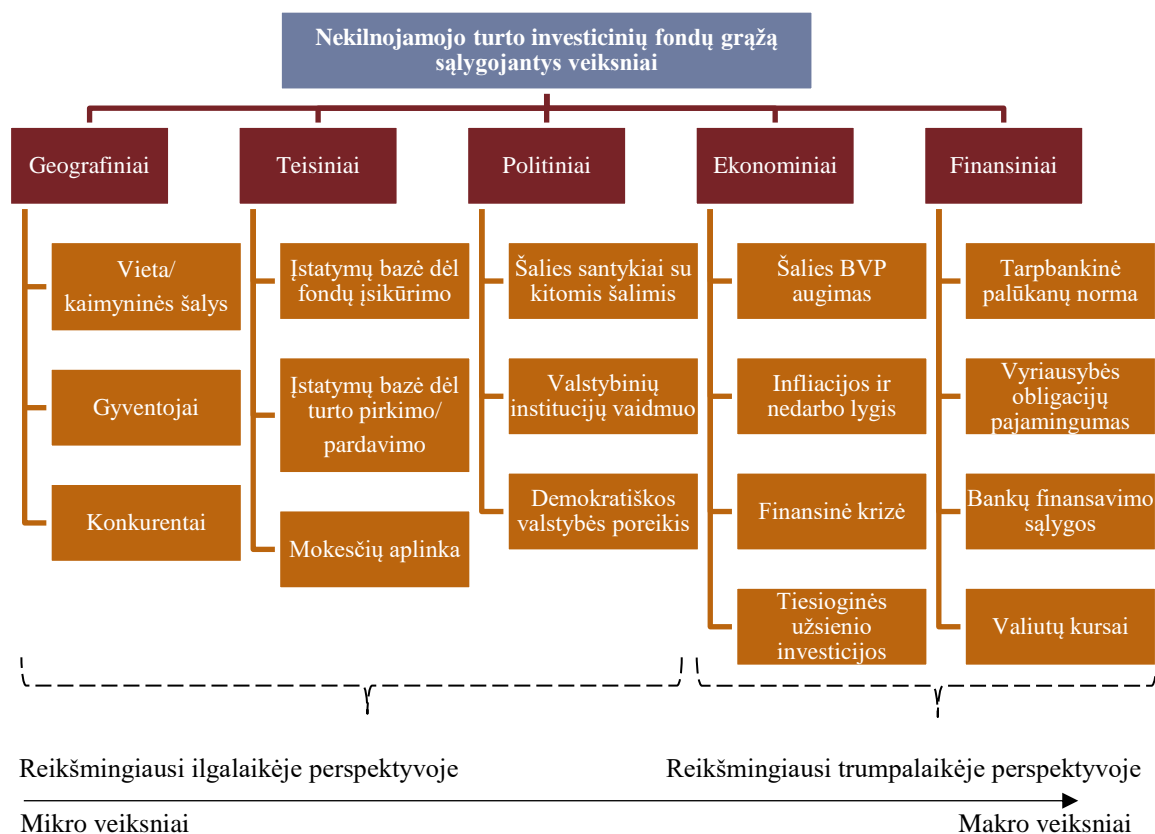 Nekilnojamojo turto investicinių fondų grąžą
sąlygojantys veiksniai
Geografiniai
Vieta/
kaimyninės šalys
Gyventojai
Konkurentai
Teisiniai
Įstatymų bazė dėl
fondų įsikūrimo
Įstatymų bazė dėl
turto pirkimo/
pardavimo
Mokesčių aplinka
Politiniai
Šalies santykiai su
kitomis šalimis
Valstybinių
institucijų vaidmuo
Demokratiškos
valstybės poreikis
Ekonominiai
Šalies BVP
augimas
Infliacijos ir
nedarbo lygis
Finansinė krizė
Tiesioginės
užsienio
investicijos
Finansiniai
Tarpbankinė
palūkanų norma
Vyriausybės
obligacijų
pajamingumas
Bankų finansavimo
sąlygos
Valiutų kursai
Reikšmingiausi ilgalaikėje perspektyvoje
Reikšmingiausi trumpalaikėje perspektyvoje
Mikro veiksniai
Makro veiksniai